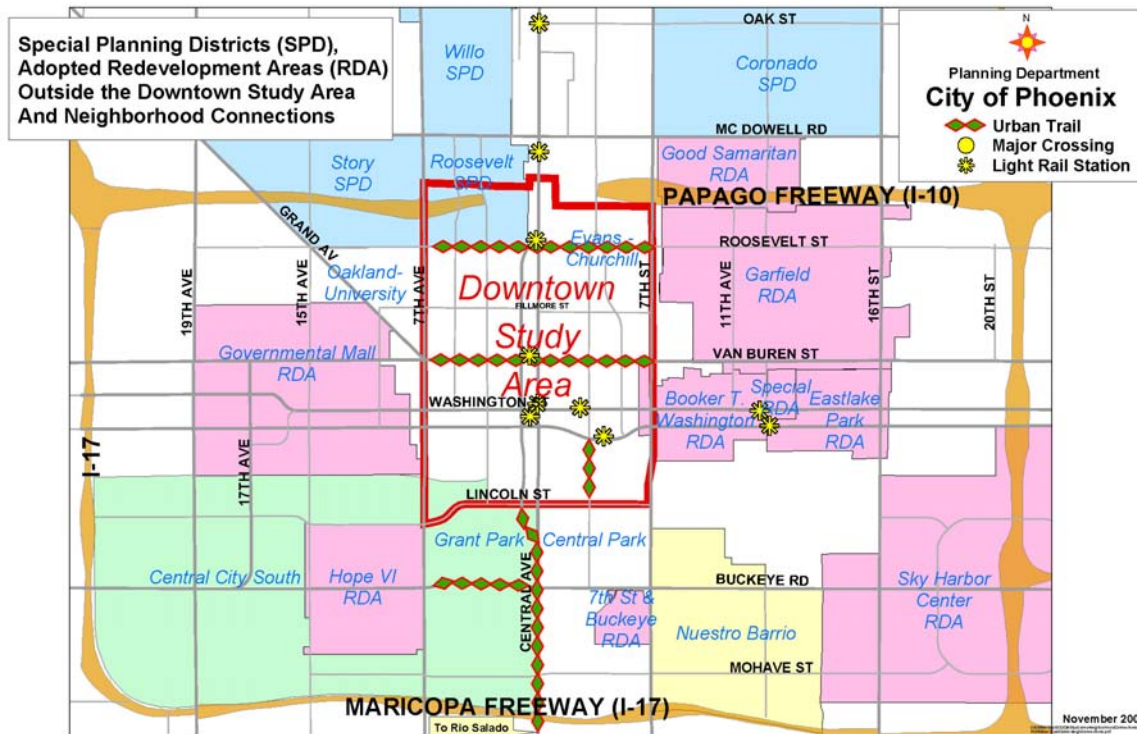 Special Planning Districts (SPD),
Adopted Redevelopment Areas (RDA)
Outside the Downtown Study Area
And Neighborhood Connections
N
Planning Department
City of Phoenix
Urban Trail
Major Crossing
Light Rail Station
OAK ST
Willo
SPD
Coronado
SPD
MC DOWELL RD
Story
SPD
Roosevelt
SPD
Good Samaritan
RDA
PAPAGO FREEWAY (I-10)
GRAND AV
ROOSEVELT ST
Evans -
Churchill
19TH AVE
15TH AVE
7TH AVE
7TH ST
11TH AVE
16TH ST
20TH ST
Oakland-
University
Garfield
RDA
Downtown
FILLMORE ST
Study
Area
Governmental Mall
RDA
VAN BUREN ST
WASHINGTON ST
Booker T.
Washington
RDA
Special
RDA
Eastlake
Park
RDA
I-17
17TH AVE
LINCOLN ST
Grant Park
Central Park
CENTRAL AVE
Central City South
Hope VI
RDA
BUCKEYE RD
Sky Harbor
Center
RDA
7th St &
Buckeye
RDA
Nuestro Barrio
MOHAVE ST
MARICOPA FREEWAY (I-17)
To Rio Salado
November 200